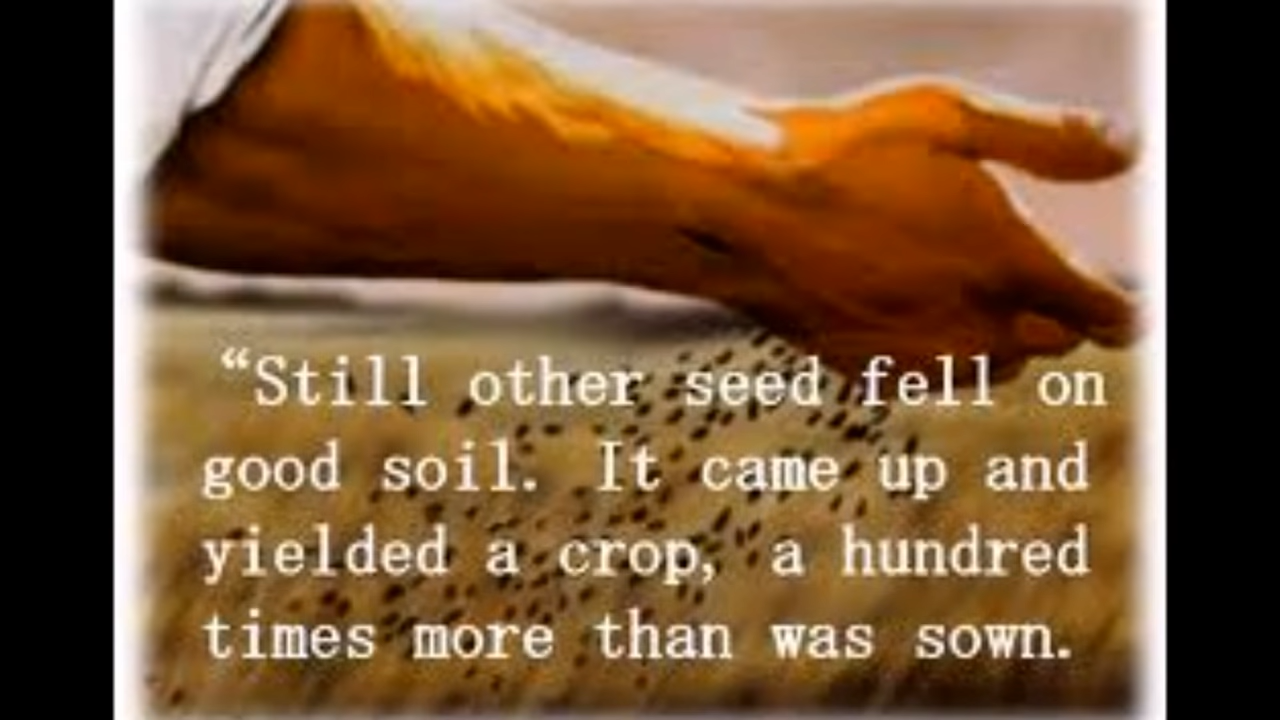 “Still other seed fell on
good soil. It came up and
yielded a crop, a hundred
times more than was sown.